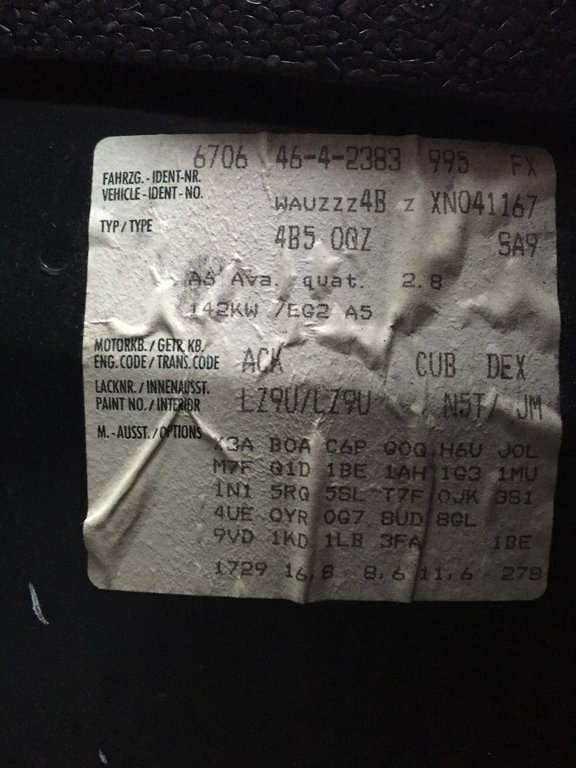 6706 46-4-2383 995 FX
FAHRZG.-IDENT-NR.
VEHICLE-IDENT-NO. WAUZZZ4B Z XN041167
TYP/TYPE 4B5 0QZ SA9
A6 Ava. quat. 2.8
142KW /EG2 A5
MOTORKB./GETR.KB.
ENG.CODE/TRANS.CODE ACK CUB DEX
LACKNR./INNENAUSST.
PAINT NO./INTERIOR LZ9U/LZ9U N5T/ JM
M.-AUSST./OPTIONS
X3A B0A C6P G0G H6U J0L
M7F Q1D 1BE 1AH 1G3 1MU
1N1 5RQ 5SL T7F 0JK 3S1
4UE 0YR 0G7 8UD 8GL
9VD 1KD 1LB 3FA 1BE
1729 16,8 8,6 11,6 278